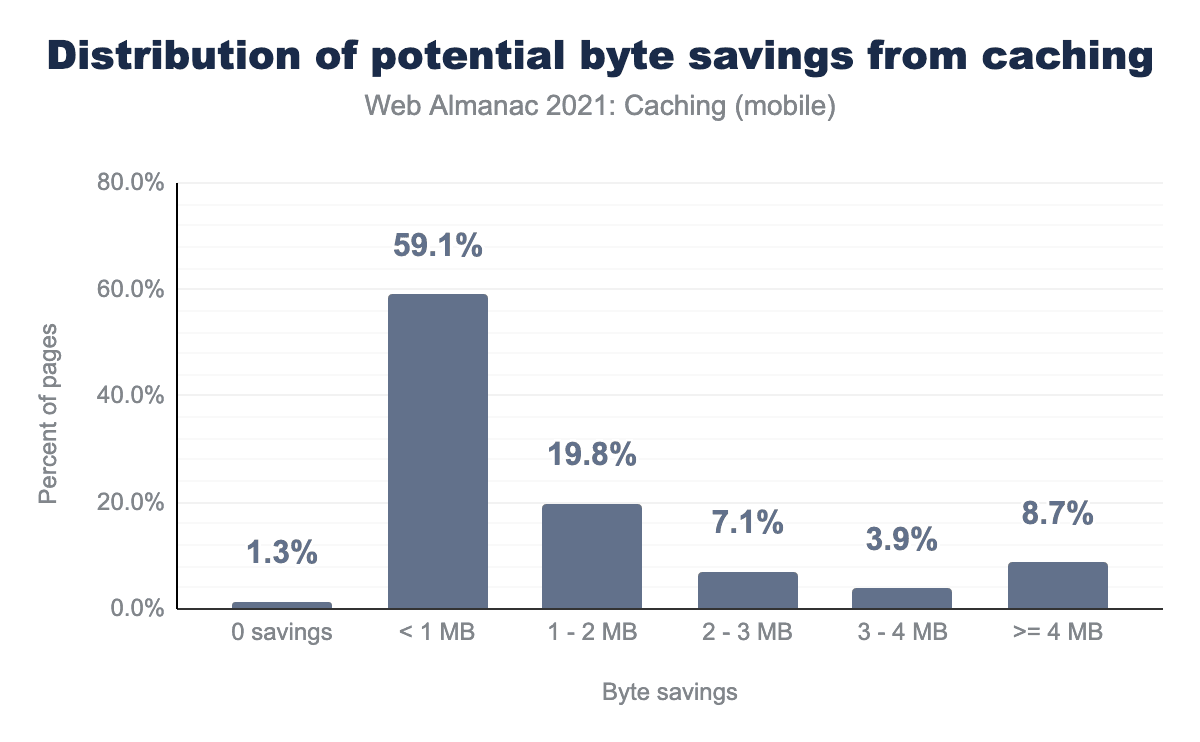 Distribution of potential byte savings from caching
Web Almanac 2021: Caching (mobile)
Percent of pages
80.0%
60.0%
40.0%
20.0%
0.0%
1.3%
59.1%
19.8%
7.1%
3.9%
8.7%
0 savings
< 1 MB
1 - 2 MB
2 - 3 MB
3 - 4 MB
>= 4 MB
Byte savings